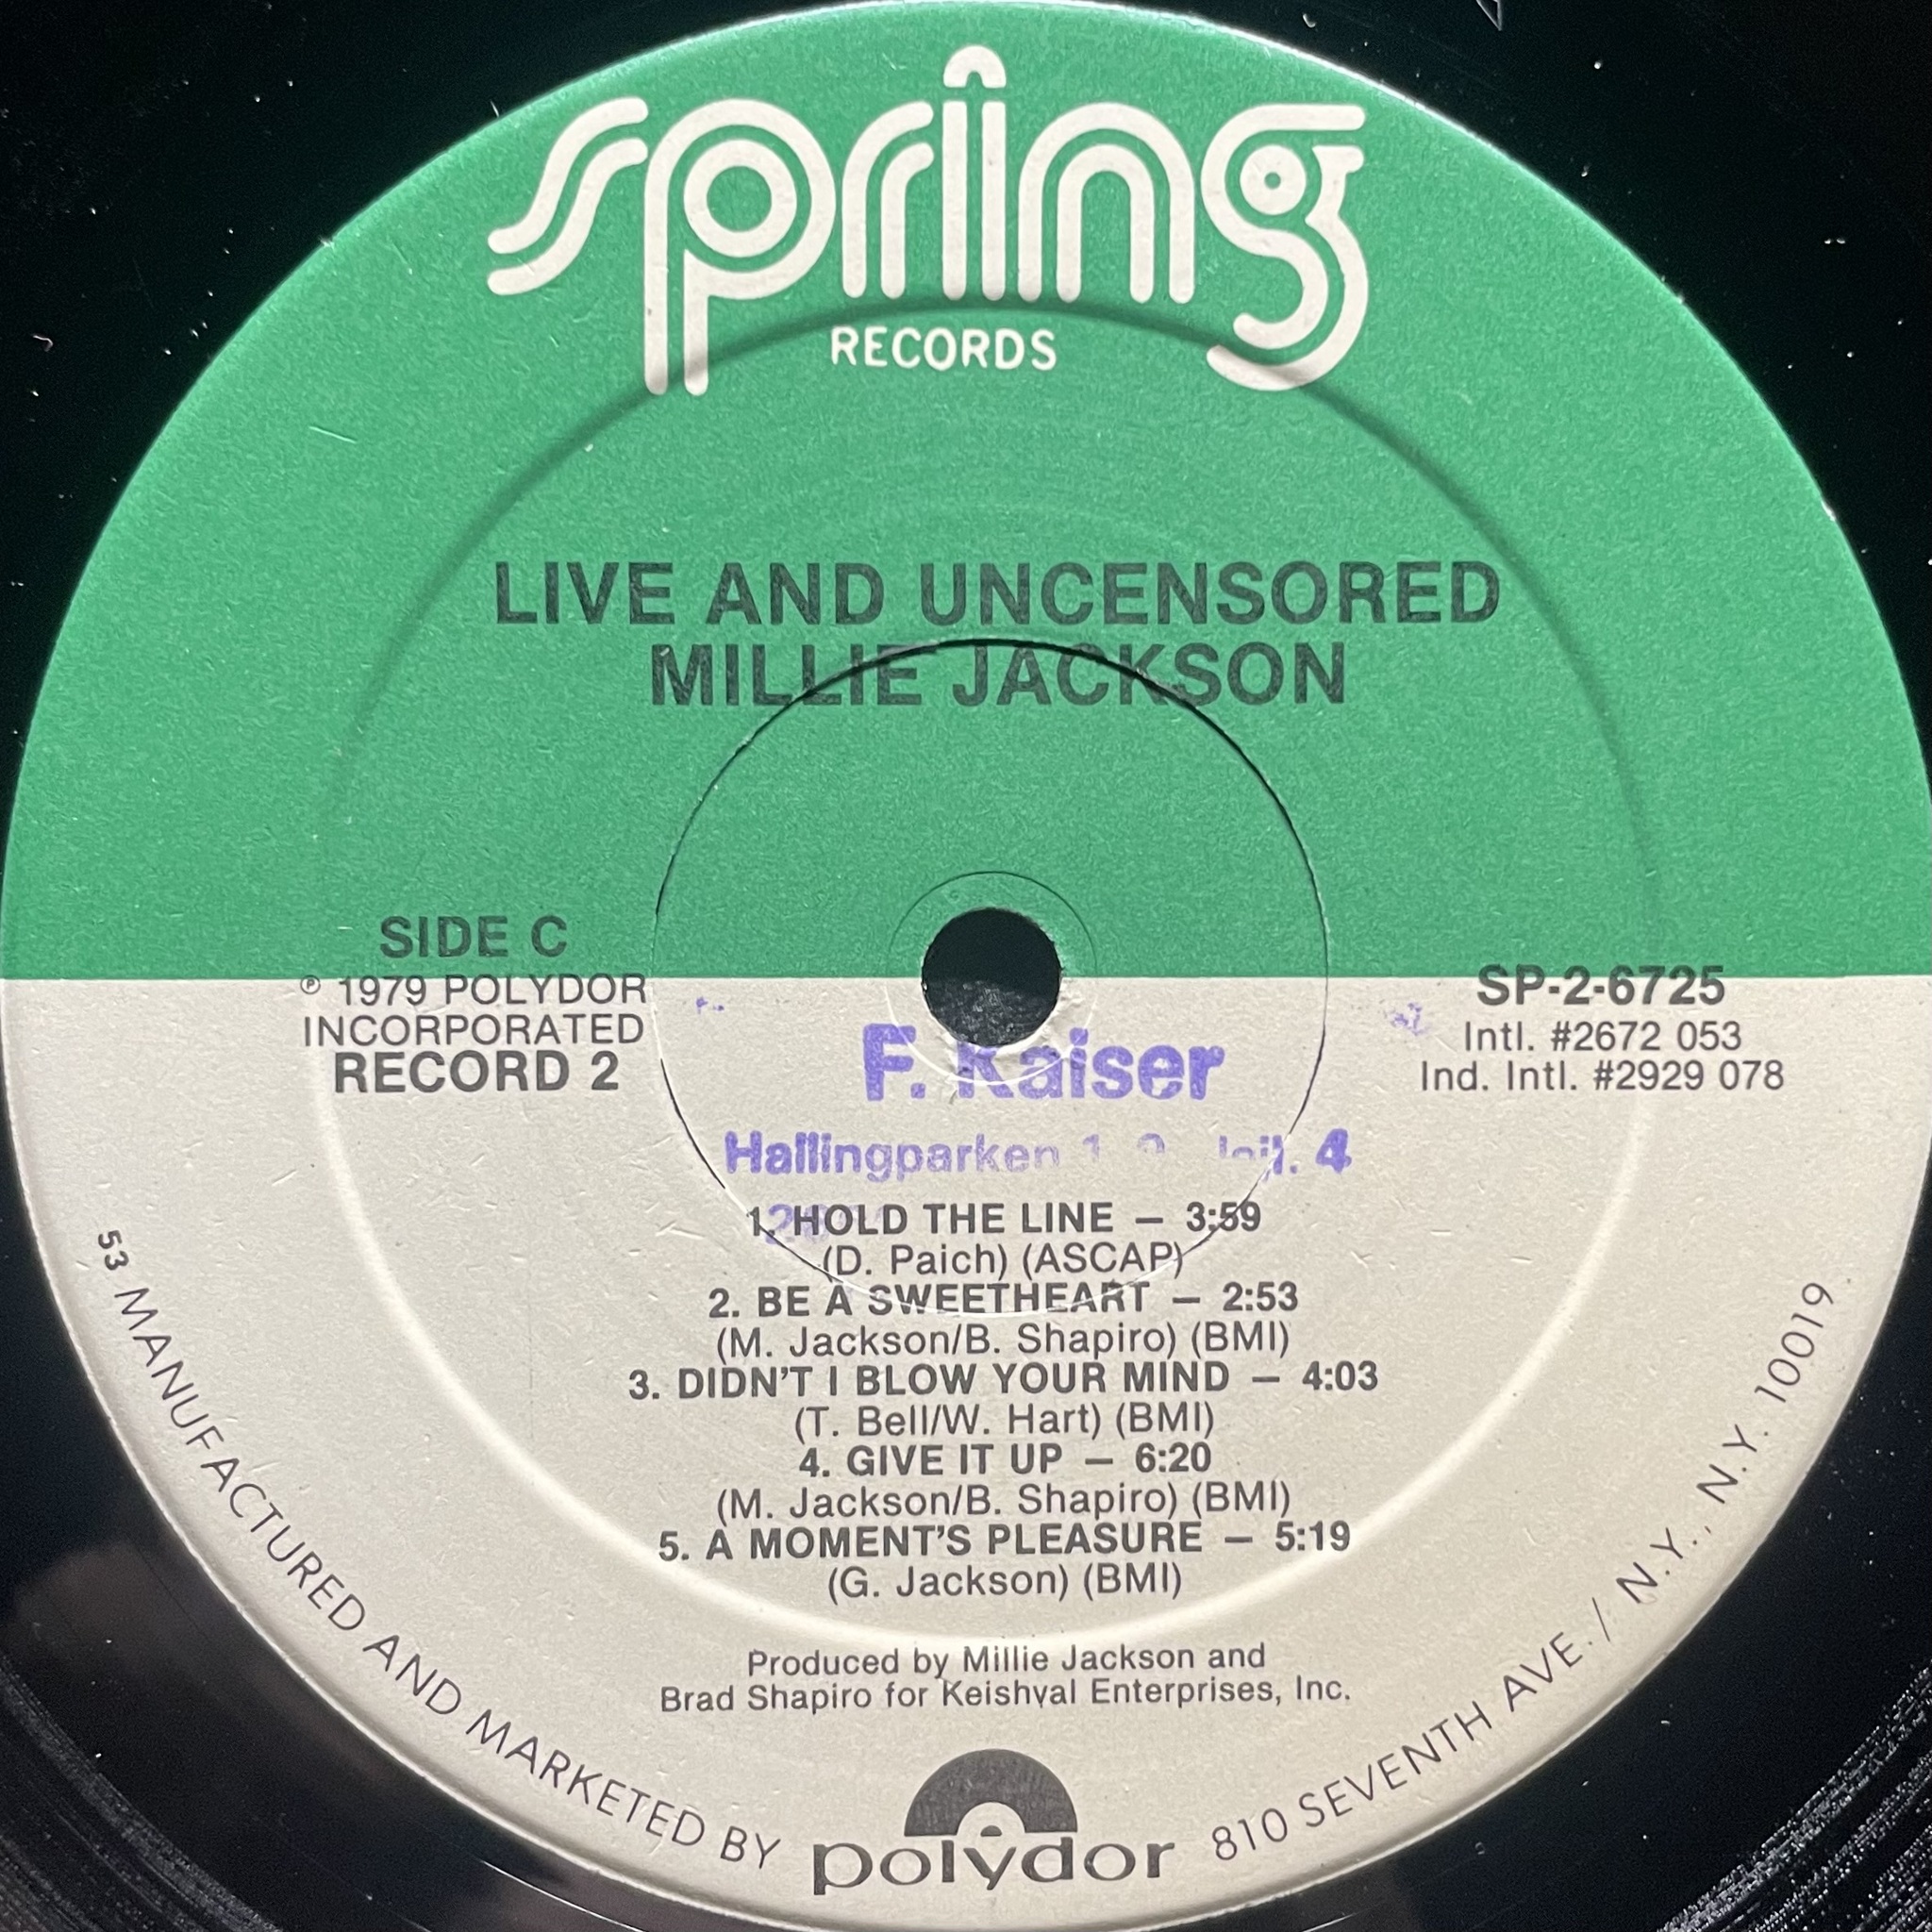 spring
RECORDS
LIVE AND UNCENSORED
MILLIE JACKSON
SIDE C
℗ 1979 POLYDOR
INCORPORATED
RECORD 2
SP-2-6725
Intl. #2672 053
Ind. Intl. #2929 078
F. Kaiser
Hallingparken 1 4
1. HOLD THE LINE — 3:59
(D. Paich) (ASCAP)
2. BE A SWEETHEART — 2:53
(M. Jackson/B. Shapiro) (BMI)
3. DIDN'T I BLOW YOUR MIND — 4:03
(T. Bell/W. Hart) (BMI)
4. GIVE IT UP — 6:20
(M. Jackson/B. Shapiro) (BMI)
5. A MOMENT'S PLEASURE — 5:19
(G. Jackson) (BMI)
Produced by Millie Jackson and
Brad Shapiro for Keishval Enterprises, Inc.
53 MANUFACTURED AND MARKETED BY polydor 810 SEVENTH AVE. / N.Y., N.Y. 10019